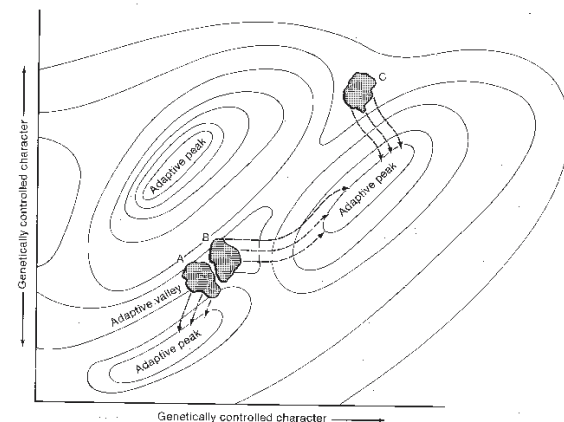 C
Adaptive peak
Adaptive peak
B
A
Adaptive valley
Adaptive peak
Genetically controlled character
Genetically controlled character